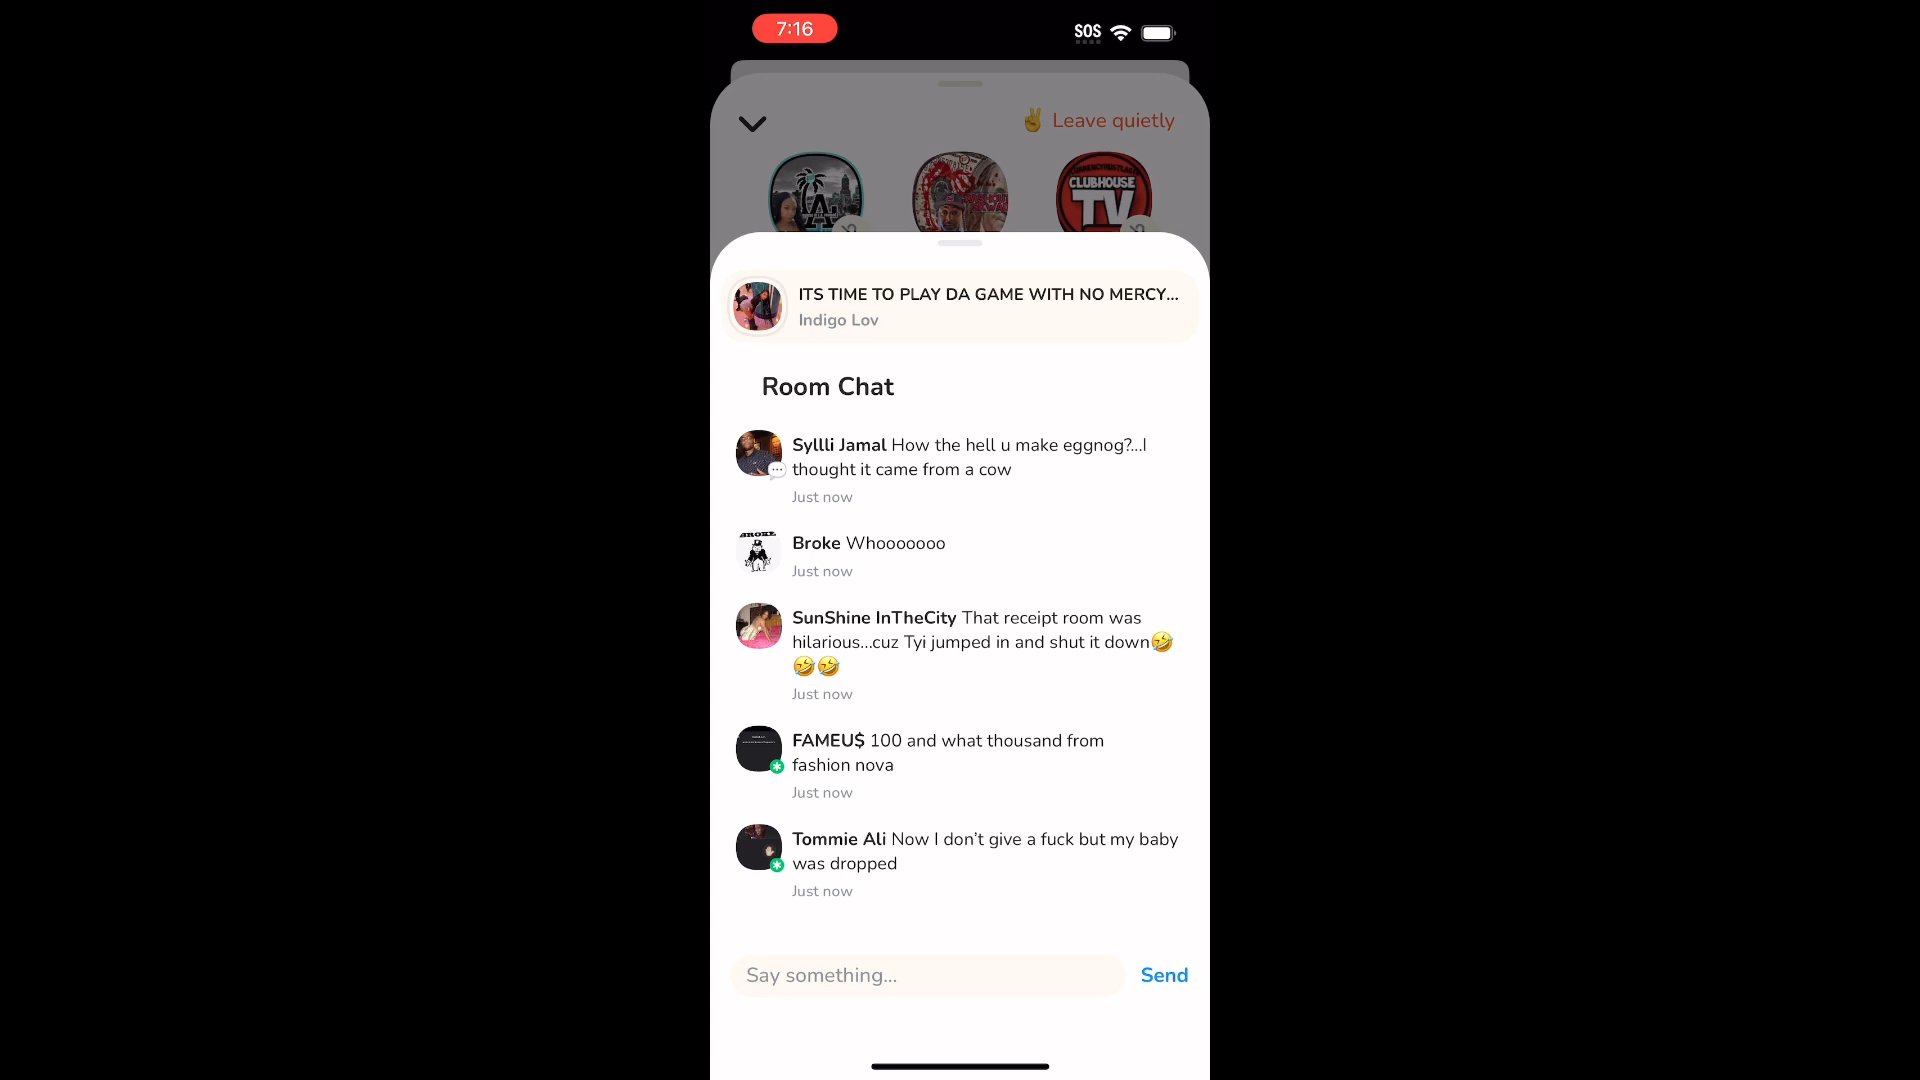 7:16
SOS
✌️ Leave quietly
LA
CLUBHOUSE
TV
ITS TIME TO PLAY DA GAME WITH NO MERCY...
Indigo Lov
Room Chat
Syllli Jamal How the hell u make eggnog?...I
thought it came from a cow
Just now
BROKE
Broke Whooooooo
Just now
SunShine InTheCity That receipt room was
hilarious...cuz Tyi jumped in and shut it down🤣
🤣🤣
Just now
FAMEU$ 100 and what thousand from
fashion nova
Just now
Tommie Ali Now I don't give a fuck but my baby
was dropped
Just now
Say something...
Send